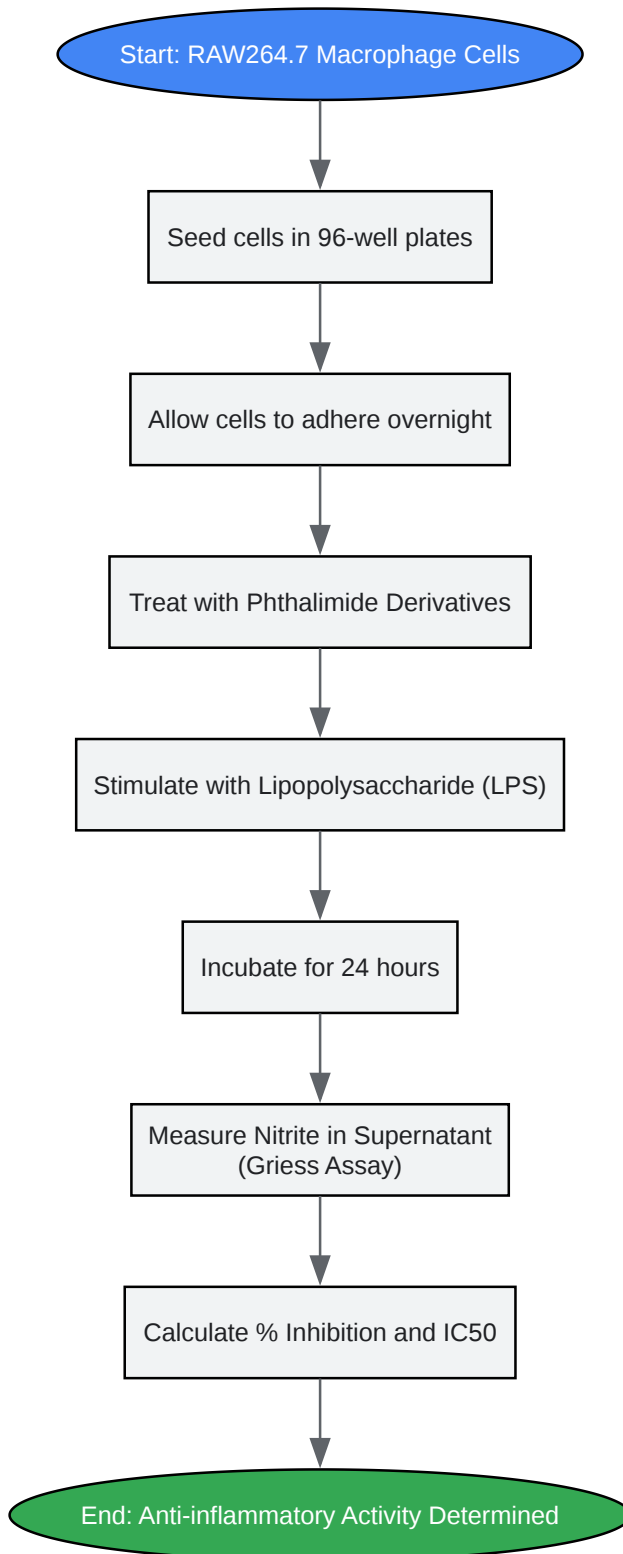 Start: RAW264.7 Macrophage Cells
Seed cells in 96-well plates
Allow cells to adhere overnight
Treat with Phthalimide Derivatives
Stimulate with Lipopolysaccharide (LPS)
Incubate for 24 hours
Measure Nitrite in Supernatant
(Griess Assay)
Calculate % Inhibition and IC50
End: Anti-inflammatory Activity Determined